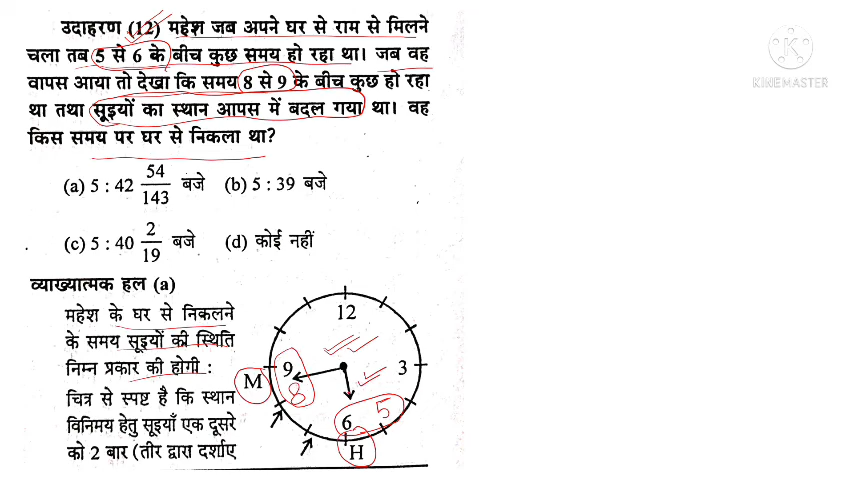 उदाहरण (12) महेश जब अपने घर से राम से मिलने
चला तब 5 से 6 के बीच कुछ समय हो रहा था। जब वह
वापस आया तो देखा कि समय 8 से 9 के बीच कुछ हो रहा
था तथा सूइयों का स्थान आपस में बदल गया था। वह
किस समय पर घर से निकला था?
(a) 5 : 42 54/143 बजे (b) 5 : 39 बजे
(c) 5 : 40 2/19 बजे (d) कोई नहीं
व्याख्यात्मक हल (a)
महेश के घर से निकलने
के समय सूइयों की स्थिति
निम्न प्रकार की होगी :
चित्र से स्पष्ट है कि स्थान
विनिमय हेतु सूइयाँ एक दूसरे
को 2 बार (तीर द्वारा दर्शाए
12
9
3
M
8
6 5
H
KINEMASTER